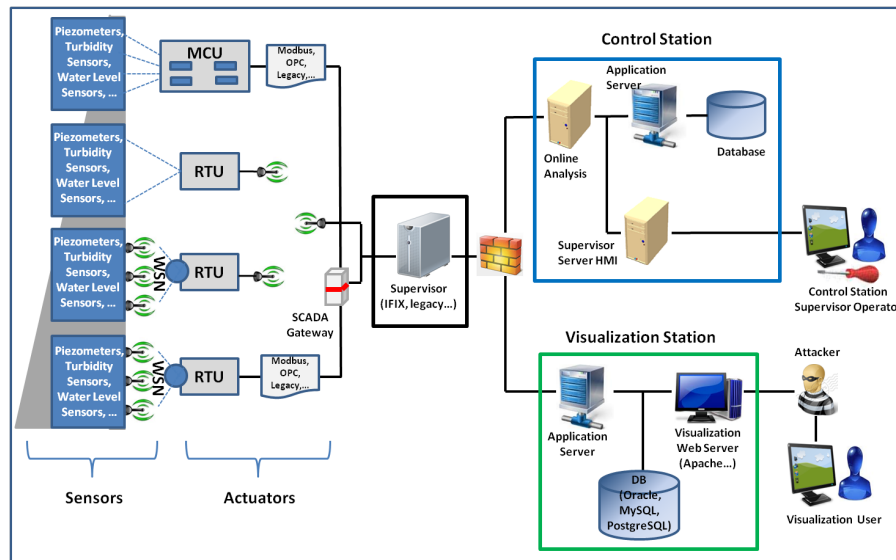 Piezometers,
Turbidity
Sensors,
Water Level
Sensors, ...
MCU
Modbus,
OPC,
Legacy,...
Piezometers,
Turbidity
Sensors,
Water Level
Sensors, ...
RTU
Piezometers,
Turbidity
Sensors,
Water Level
Sensors, ...
WSN
RTU
Piezometers,
Turbidity
Sensors,
Water Level
Sensors, ...
WSN
RTU
Modbus,
OPC,
Legacy,...
SCADA
Gateway
Supervisor
(IFIX, legacy...)
Sensors
Actuators
Control Station
Application
Server
Online
Analysis
Database
Supervisor
Server HMI
Control Station
Supervisor Operato
Visualization Station
Application
Server
Visualization
Web Server
(Apache...)
DB
(Oracle,
MySQL,
PostgreSQL)
Attacker
Visualization User